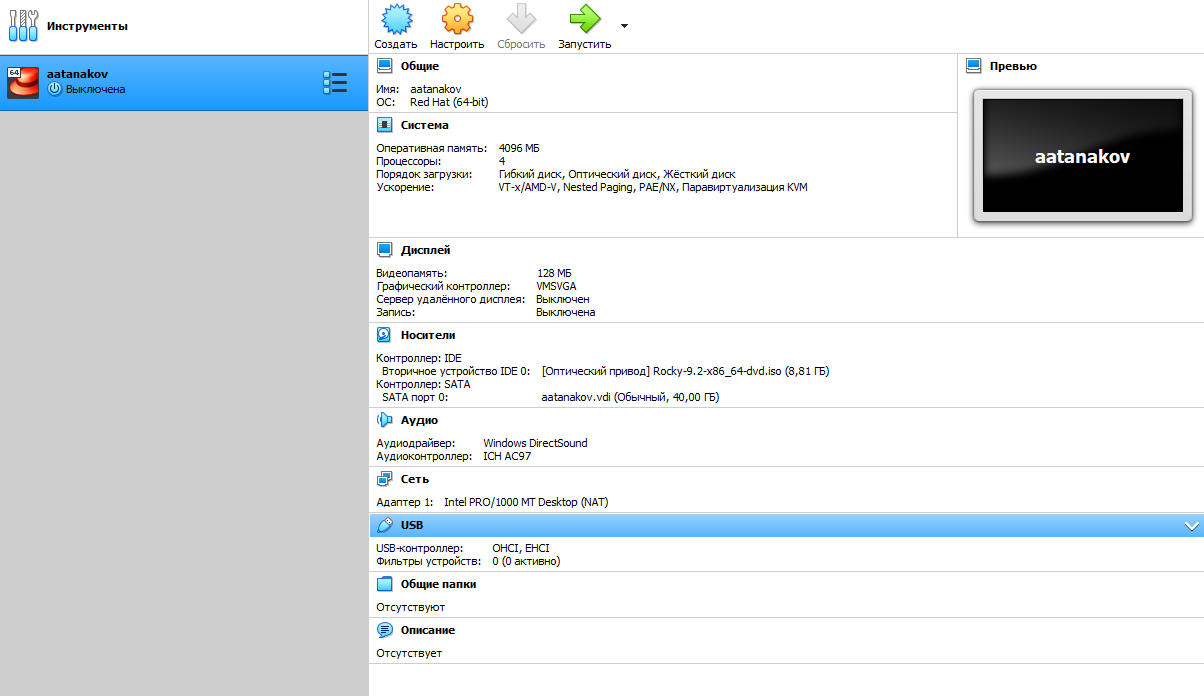 Инструменты
64
aatanakov
Выключена
Создать Настроить Сбросить Запустить
Общие
Имя: aatanakov
ОС: Red Hat (64-bit)
Превью
aatanakov
Система
Оперативная память: 4096 МБ
Процессоры: 4
Порядок загрузки: Гибкий диск, Оптический диск, Жёсткий диск
Ускорение: VT-x/AMD-V, Nested Paging, PAE/NX, Паравиртуализация KVM
Дисплей
Видеопамять: 128 МБ
Графический контроллер: VMSVGA
Сервер удалённого дисплея: Выключен
Запись: Выключена
Носители
Контроллер: IDE
Вторичное устройство IDE 0: [Оптический привод] Rocky-9.2-x86_64-dvd.iso (8,81 ГБ)
Контроллер: SATA
SATA порт 0: aatanakov.vdi (Обычный, 40,00 ГБ)
Аудио
Аудиодрайвер: Windows DirectSound
Аудиоконтроллер: ICH AC97
Сеть
Адаптер 1: Intel PRO/1000 MT Desktop (NAT)
USB
USB-контроллер: OHCI, EHCI
Фильтры устройств: 0 (0 активно)
Общие папки
Отсутствуют
Описание
Отсутствует